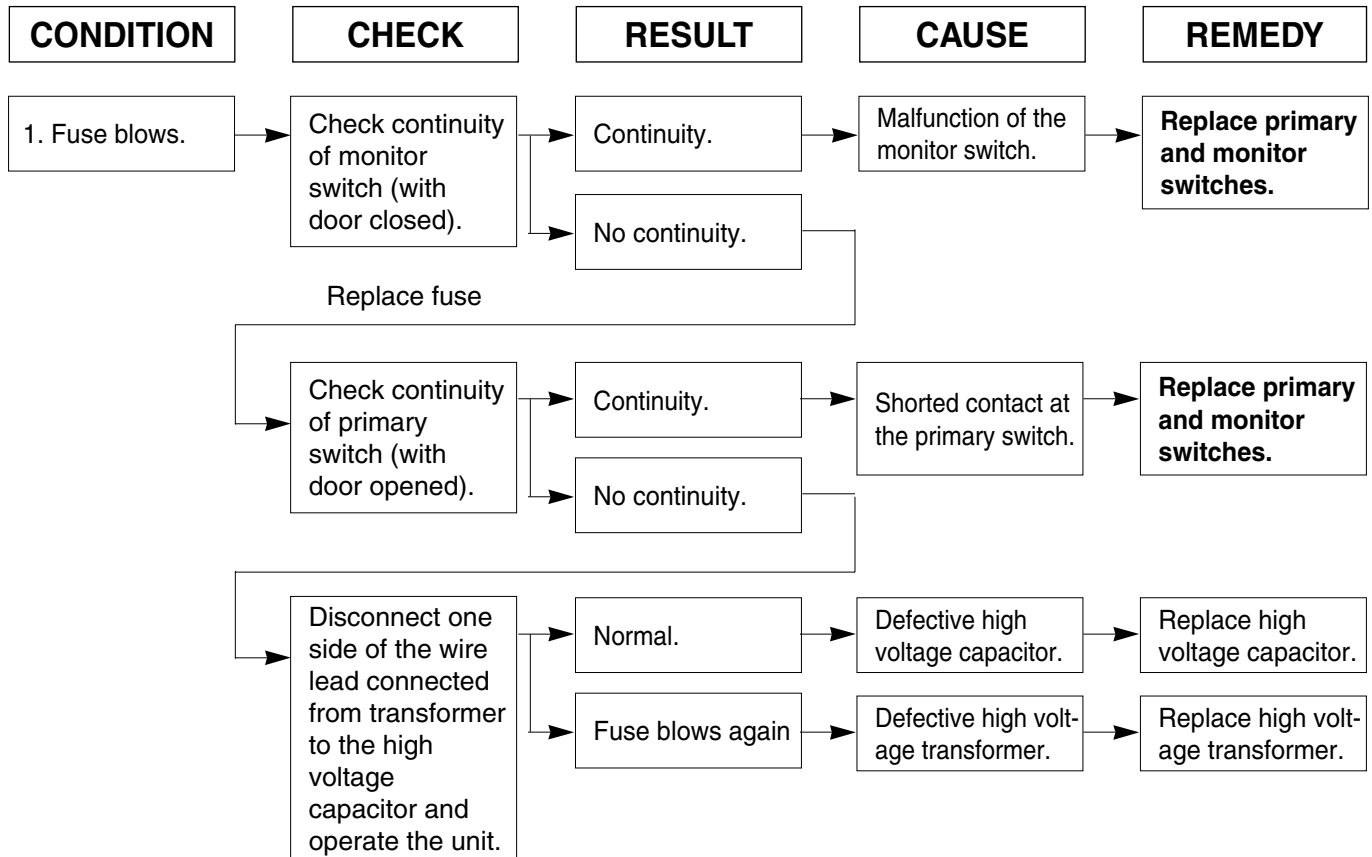 CONDITION
CHECK
RESULT
CAUSE
REMEDY
1. Fuse blows.
Check continuity
of monitor
switch (with
door closed).
Continuity.
Malfunction of the
monitor switch.
Replace primary
and monitor
switches.
No continuity.
Replace fuse
Check continuity
of primary
switch (with
door opened).
Continuity.
Shorted contact at
the primary switch.
Replace primary
and monitor
switches.
No continuity.
Disconnect one
side of the wire
lead connected
from transformer
to the high
voltage
capacitor and
operate the unit.
Normal.
Defective high
voltage capacitor.
Replace high
voltage capacitor.
Fuse blows again
Defective high volt-
age transformer.
Replace high volt-
age transformer.